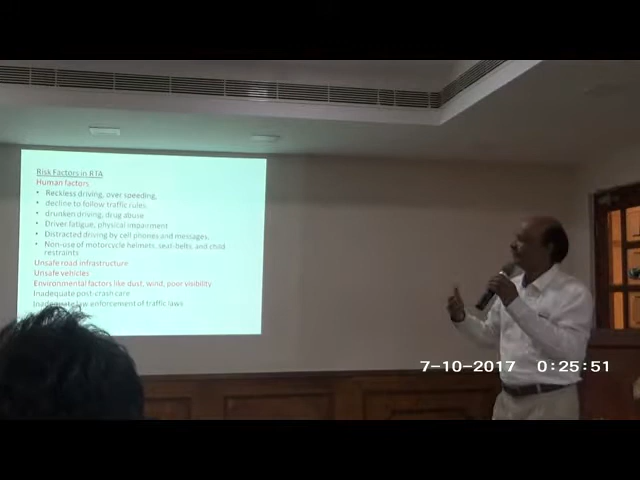 Risk Factors in RTA
Human factors
• Reckless driving, over speeding,
• decline to follow traffic rules.
• drunken driving, drug abuse
• Driver fatigue, physical impairment
• Distracted driving by cell phones and messages.
• Non-use of motorcycle helmets, seat-belts, and child
restraints
Unsafe road infrastructure
Unsafe vehicles
Environmental factors like dust, wind, poor visibility
Inadequate post-crash care
Inadequate law enforcement of traffic laws
7-10-2017 0:25:51